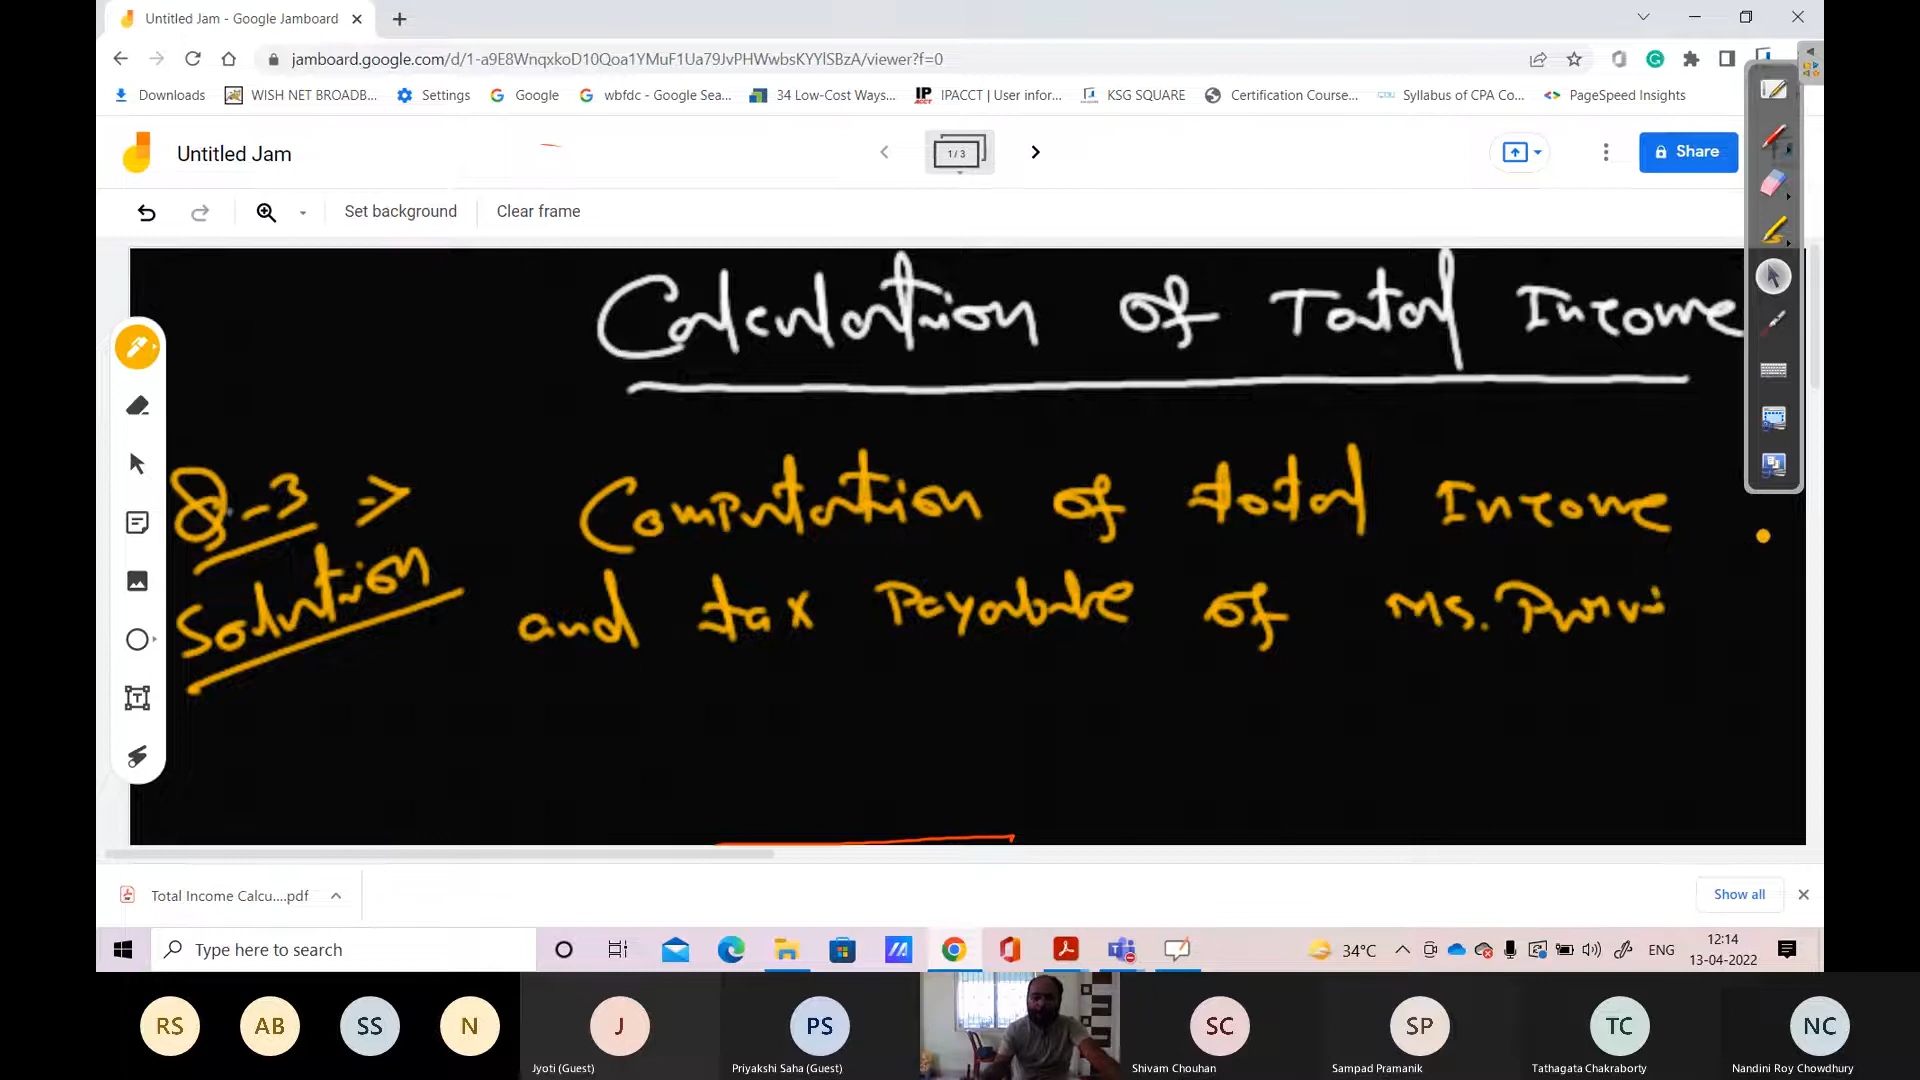 Untitled Jam - Google Jamboard
jamboard.google.com/d/1-a9E8WnqxkoD10Qoa1YMuF1Ua79JvPHWwbsKYYlSBzA/viewer?f=0
Downloads WISH NET BROADB... Settings Google wbfdc - Google Sea... 34 Low-Cost Ways... IP IPACCT IPACCT | User infor... KSG SQUARE Certification Course... Syllabus of CPA Co... PageSpeed Insights
Untitled Jam 1 / 3 Share
Set background Clear frame
Calculation of Total Income
Q-3 => Computation of total Income
Solution and tax Payable of Ms. Purvi
Total Income Calcu....pdf Show all
Type here to search 34°C ENG 12:14
13-04-2022
RS AB SS N J PS SC SP TC NC
Jyoti (Guest) Priyakshi Saha (Guest) Shivam Chouhan Sampad Pramanik Tathagata Chakraborty Nandini Roy Chowdhury